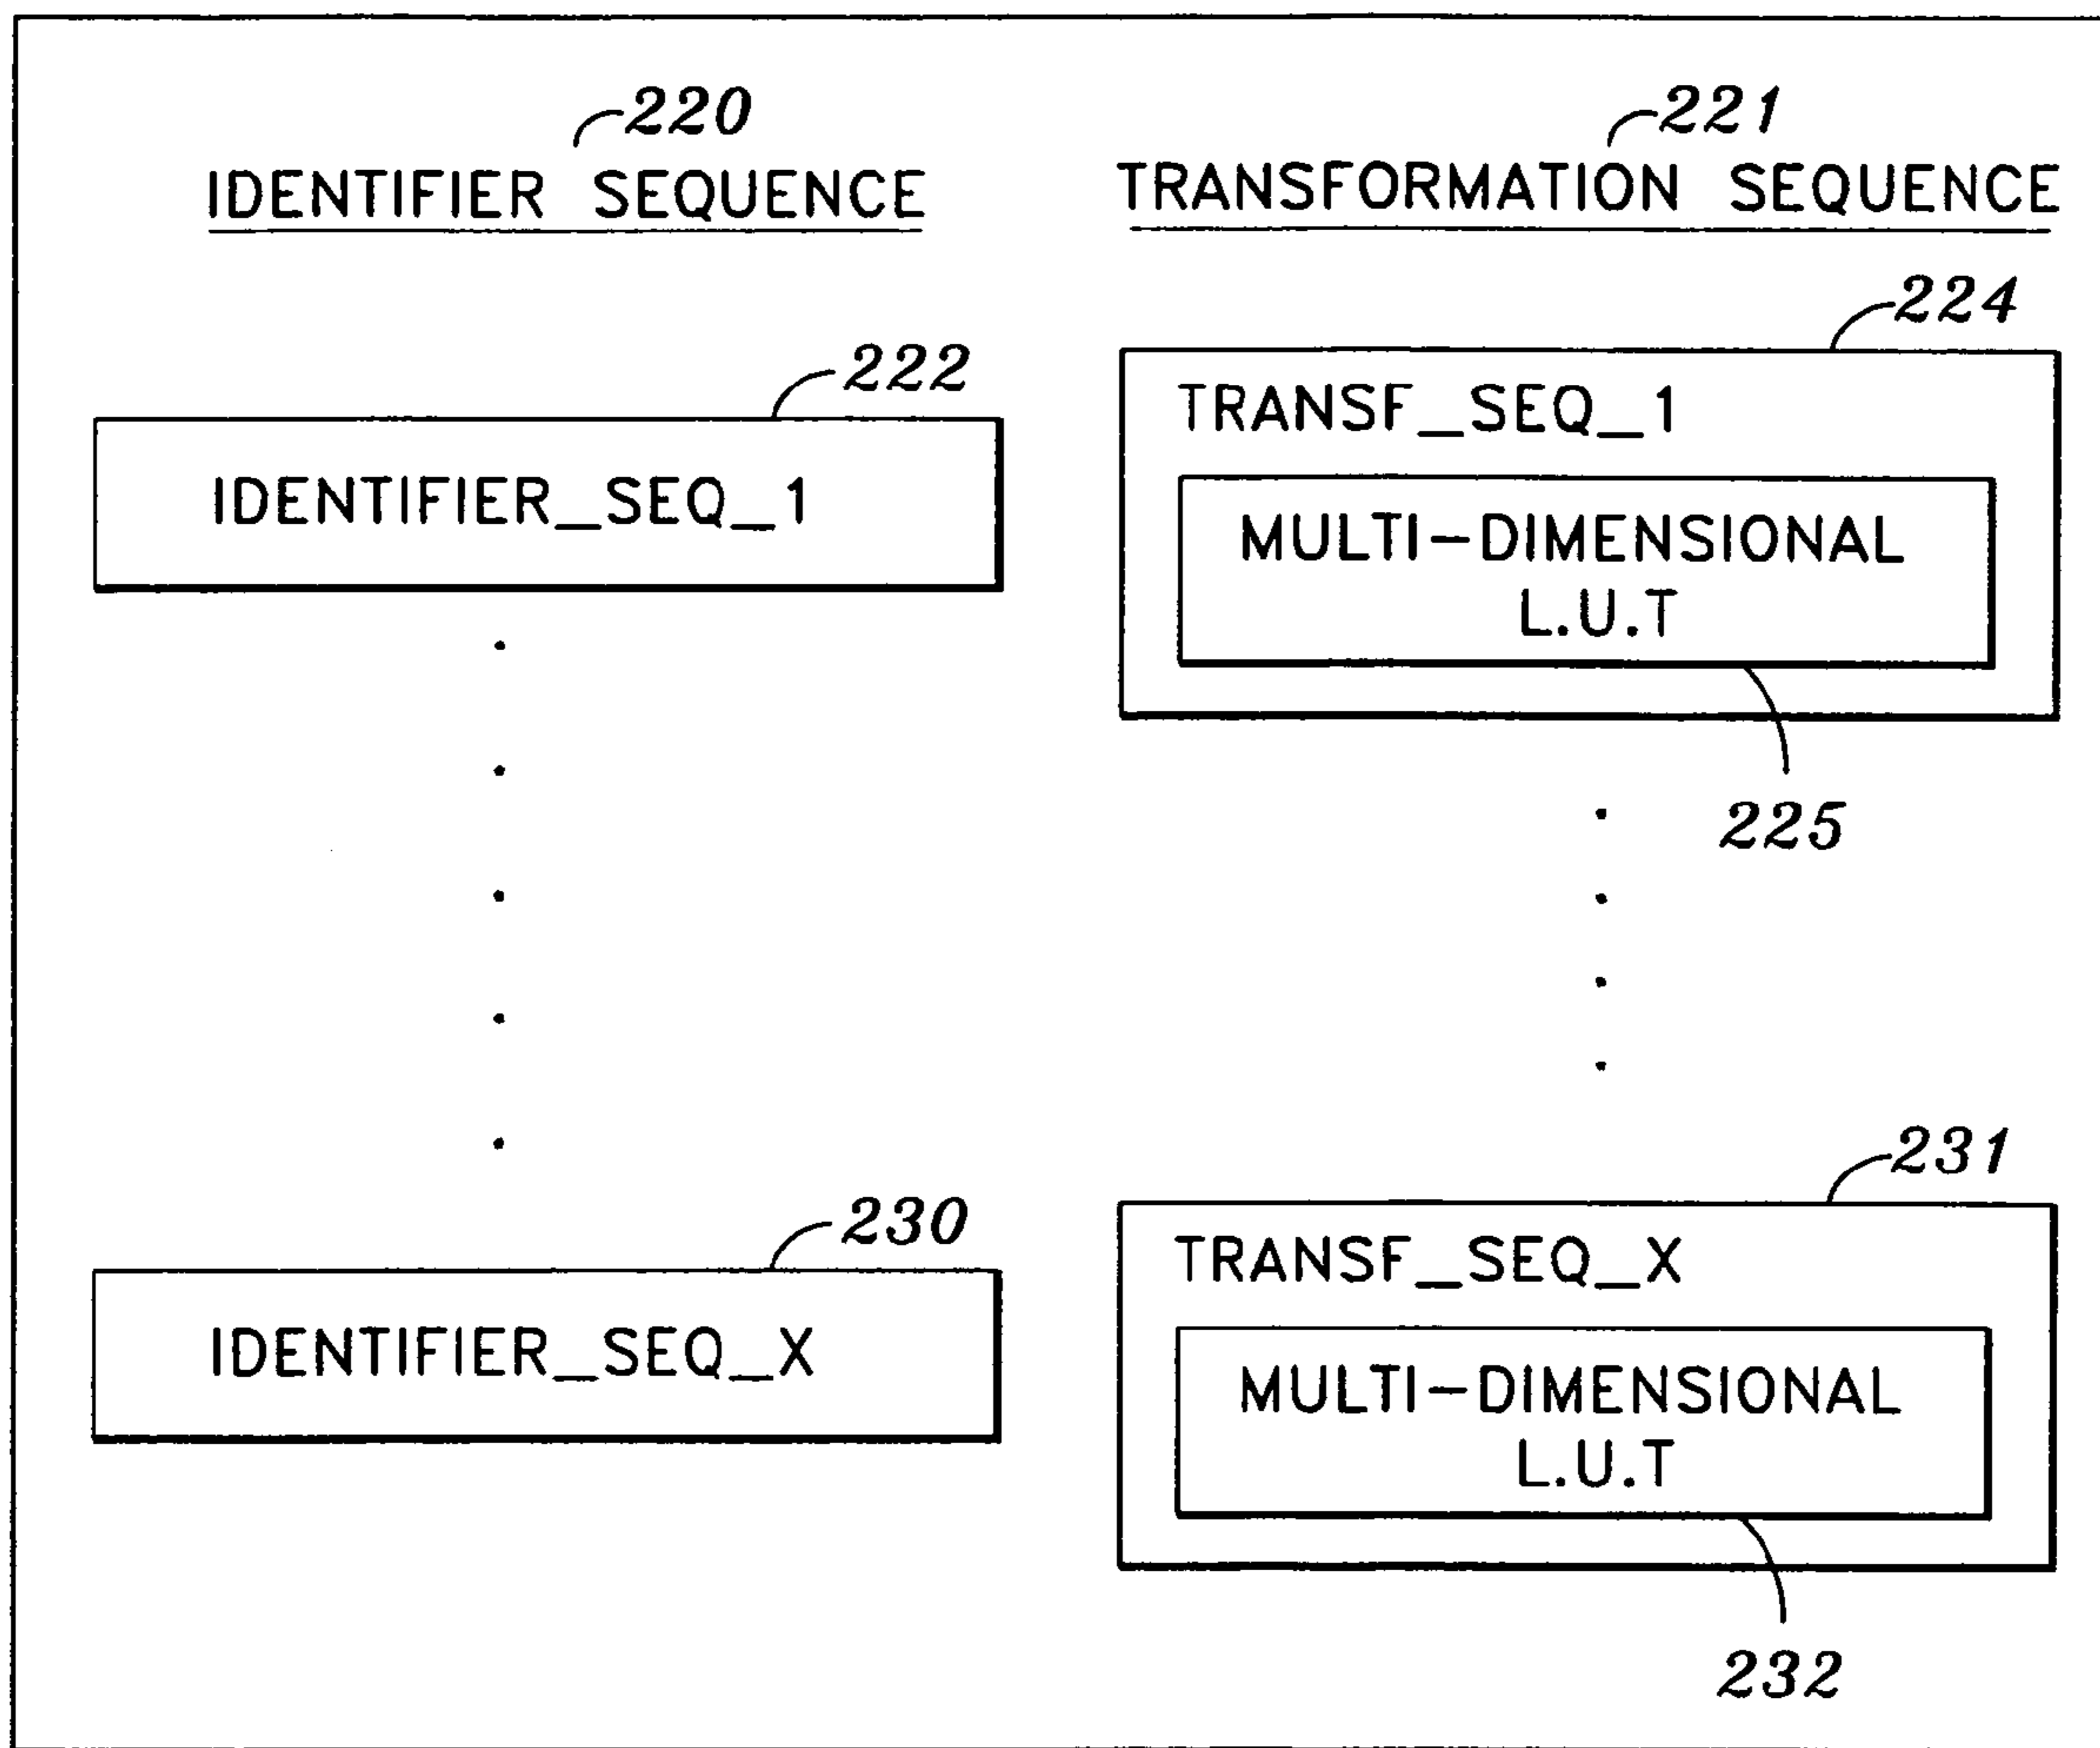 220
IDENTIFIER SEQUENCE
221
TRANSFORMATION SEQUENCE
222
IDENTIFIER_SEQ_1
224
TRANSF_SEQ_1
MULTI-DIMENSIONAL
L.U.T
225
230
IDENTIFIER_SEQ_X
231
TRANSF_SEQ_X
MULTI-DIMENSIONAL
L.U.T
232